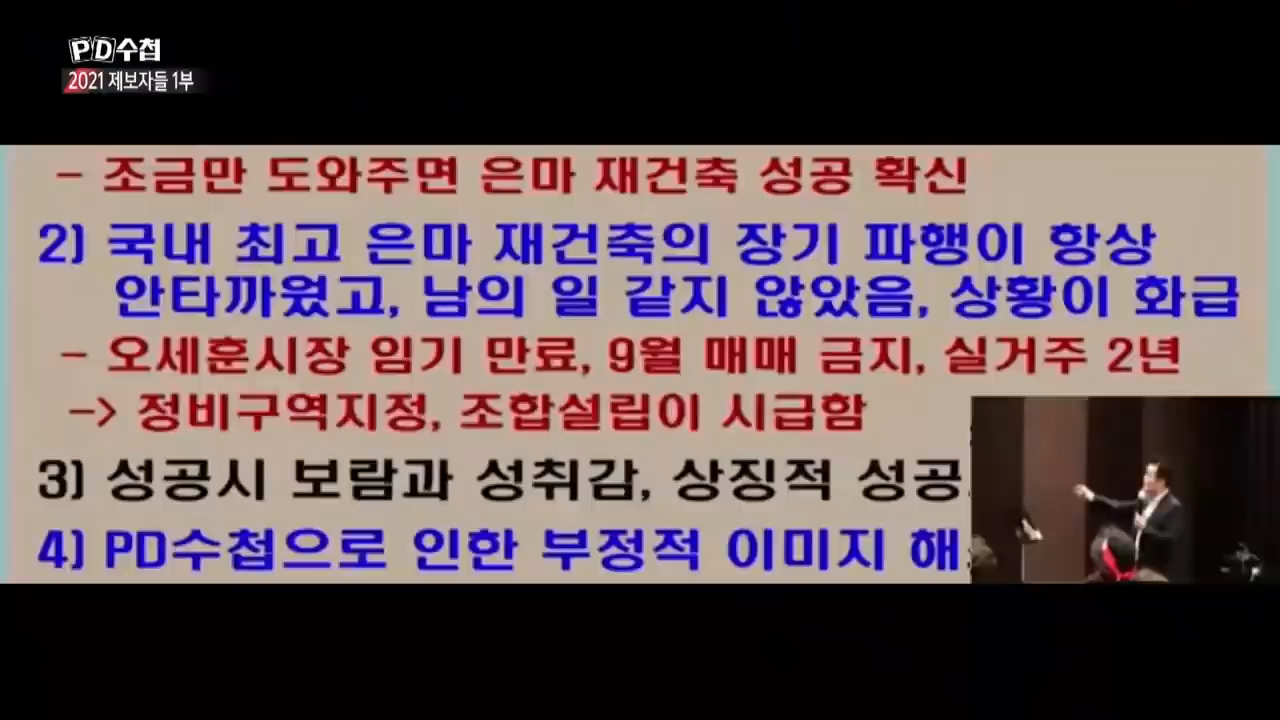 PD수첩
2021 제보자들 1부
- 조금만 도와주면 은마 재건축 성공 확신
2) 국내 최고 은마 재건축의 장기 파행이 항상
안타까웠고, 남의 일 같지 않았음, 상황이 화급
- 오세훈시장 임기 만료, 9월 매매 금지, 실거주 2년
-> 정비구역지정, 조합설립이 시급함
3) 성공시 보람과 성취감, 상징적 성공
4) PD수첩으로 인한 부정적 이미지 해